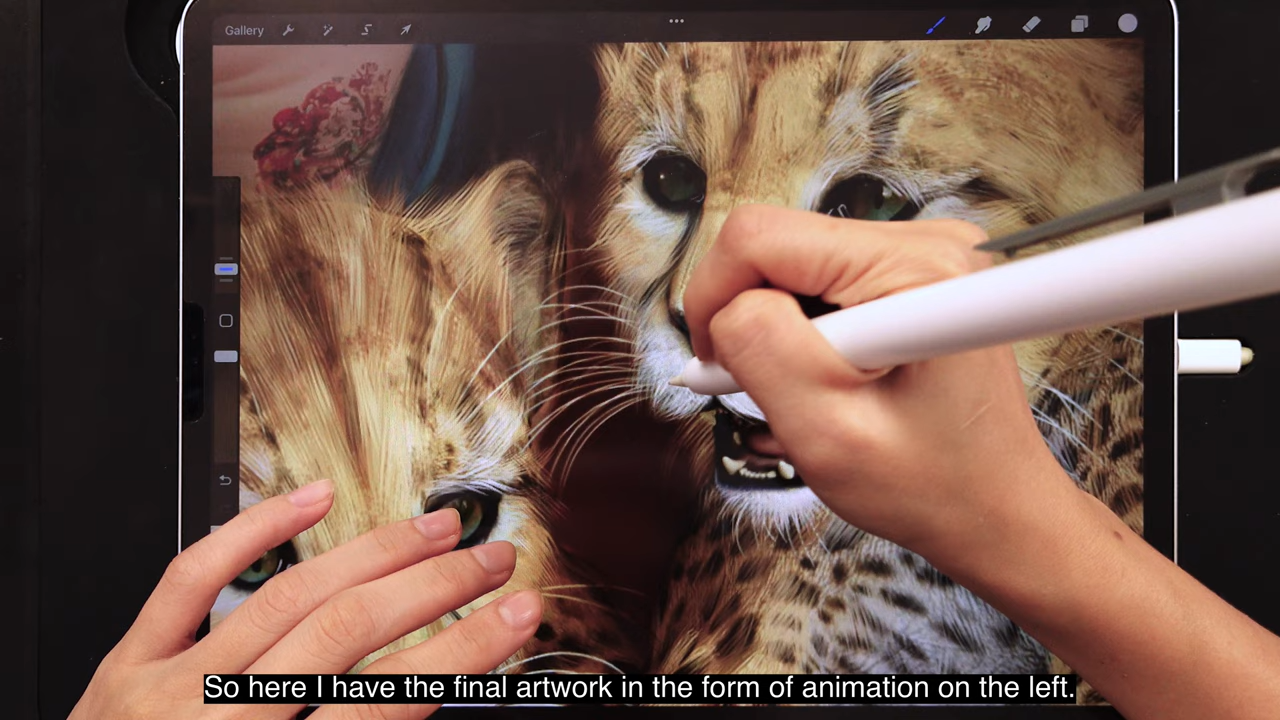 Gallery
So here I have the final artwork in the form of animation on the left.